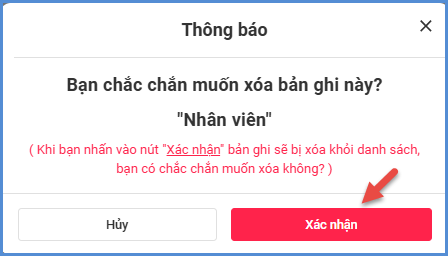 Thông báo
Bạn chắc chắn muốn xóa bản ghi này?
"Nhân viên"
( Khi bạn nhấn vào nút "Xác nhận" bản ghi sẽ bị xóa khỏi danh sách,
bạn có chắc chắn muốn xóa không? )
Hủy
Xác nhận